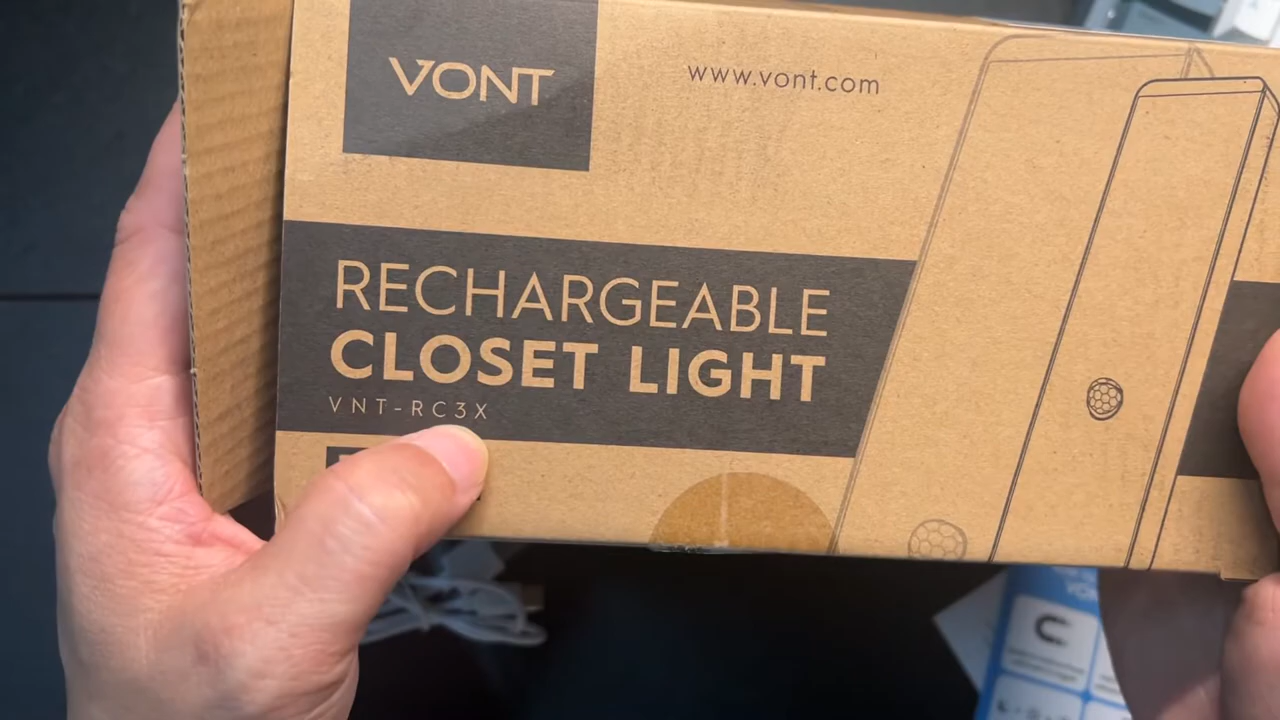 VONT
www.vont.com
RECHARGEABLE
CLOSET LIGHT
VNT-RC3X